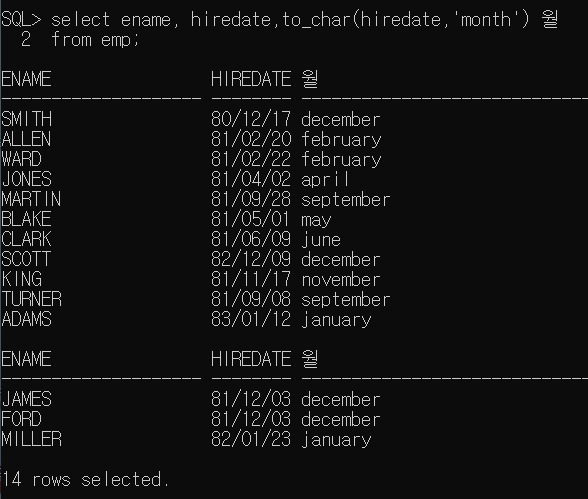 SQL> select ename, hiredate,to_char(hiredate,'month') 월
2 from emp;
ENAME HIREDATE 월
-------------------- -------- ------------------------------------
SMITH 80/12/17 december
ALLEN 81/02/20 february
WARD 81/02/22 february
JONES 81/04/02 april
MARTIN 81/09/28 september
BLAKE 81/05/01 may
CLARK 81/06/09 june
SCOTT 82/12/09 december
KING 81/11/17 november
TURNER 81/09/08 september
ADAMS 83/01/12 january
ENAME HIREDATE 월
-------------------- -------- ------------------------------------
JAMES 81/12/03 december
FORD 81/12/03 december
MILLER 82/01/23 january
14 rows selected.